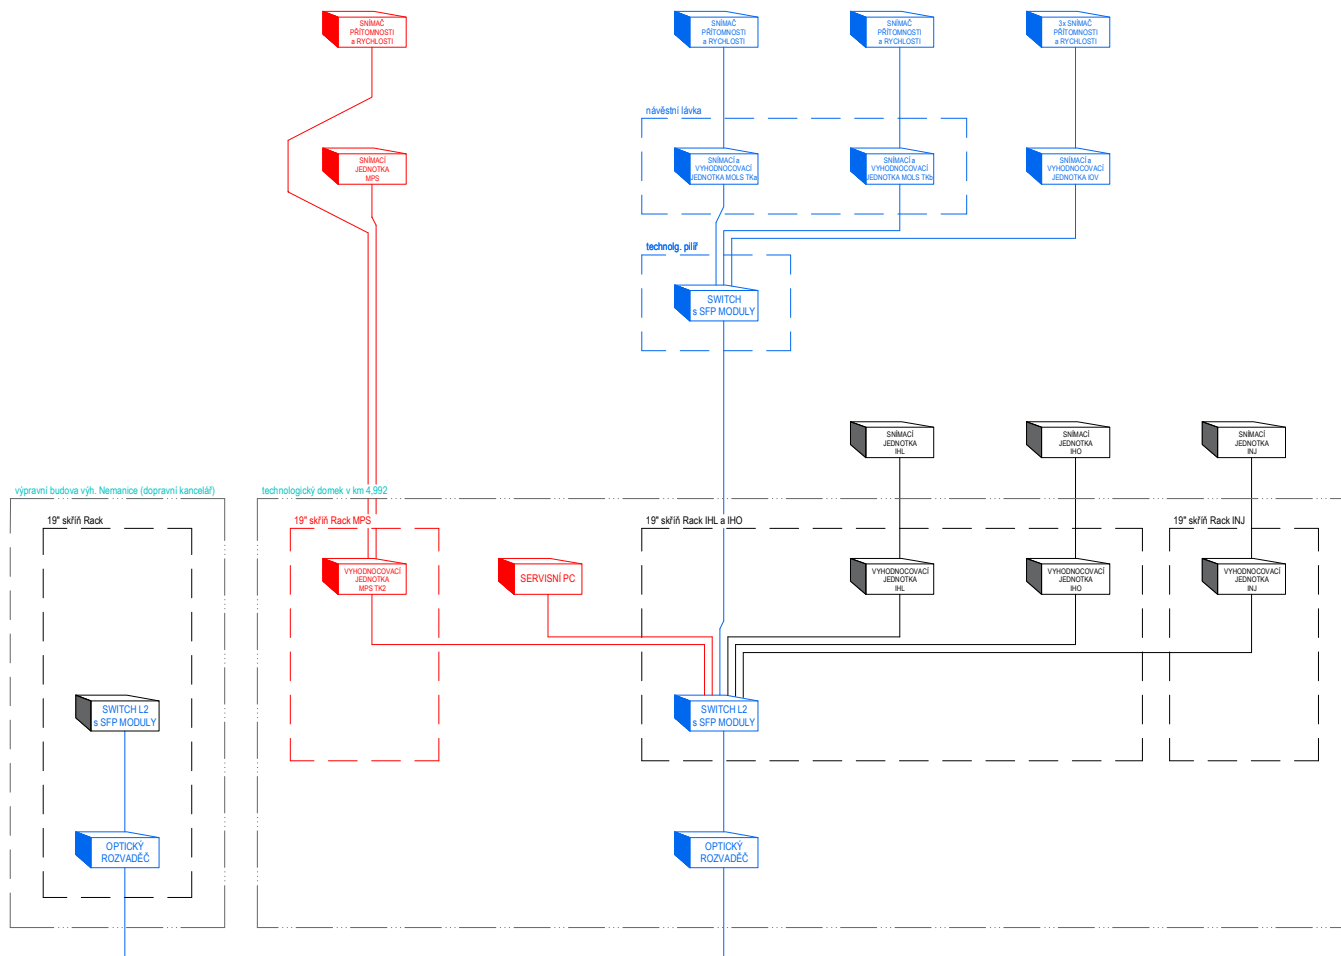 SNÍMAČ
PŘÍTOMNOSTI
a RYCHLOSTI
SNÍMAČ
PŘÍTOMNOSTI
a RYCHLOSTI
SNÍMAČ
PŘÍTOMNOSTI
a RYCHLOSTI
3x SNÍMAČ
PŘÍTOMNOSTI
a RYCHLOSTI
návěstní lávka
SNÍMACÍ
JEDNOTKA
MPS
SNÍMACÍ a
VYHODNOCOVACÍ
JEDNOTKA MOLS TKa
SNÍMACÍ a
VYHODNOCOVACÍ
JEDNOTKA MOLS TKb
SNÍMACÍ a
VYHODNOCOVACÍ
JEDNOTKA IOV
technolg. pilíř
SWITCH
s SFP MODULY
SNÍMACÍ
JEDNOTKA
IHL
SNÍMACÍ
JEDNOTKA
IHO
SNÍMACÍ
JEDNOTKA
INJ
výpravní budova výh. Nemanice (dopravní kancelář)
technologický domek v km 4,992
19" skříň Rack
19" skříň Rack MPS
19" skříň Rack IHL a IHO
19" skříň Rack INJ
VYHODNOCOVACÍ
JEDNOTKA
MPS TK2
SERVISNÍ PC
VYHODNOCOVACÍ
JEDNOTKA
IHL
VYHODNOCOVACÍ
JEDNOTKA
IHO
VYHODNOCOVACÍ
JEDNOTKA
INJ
SWITCH L2
s SFP MODULY
SWITCH L2
s SFP MODULY
OPTICKÝ
ROZVADĚČ
OPTICKÝ
ROZVADĚČ